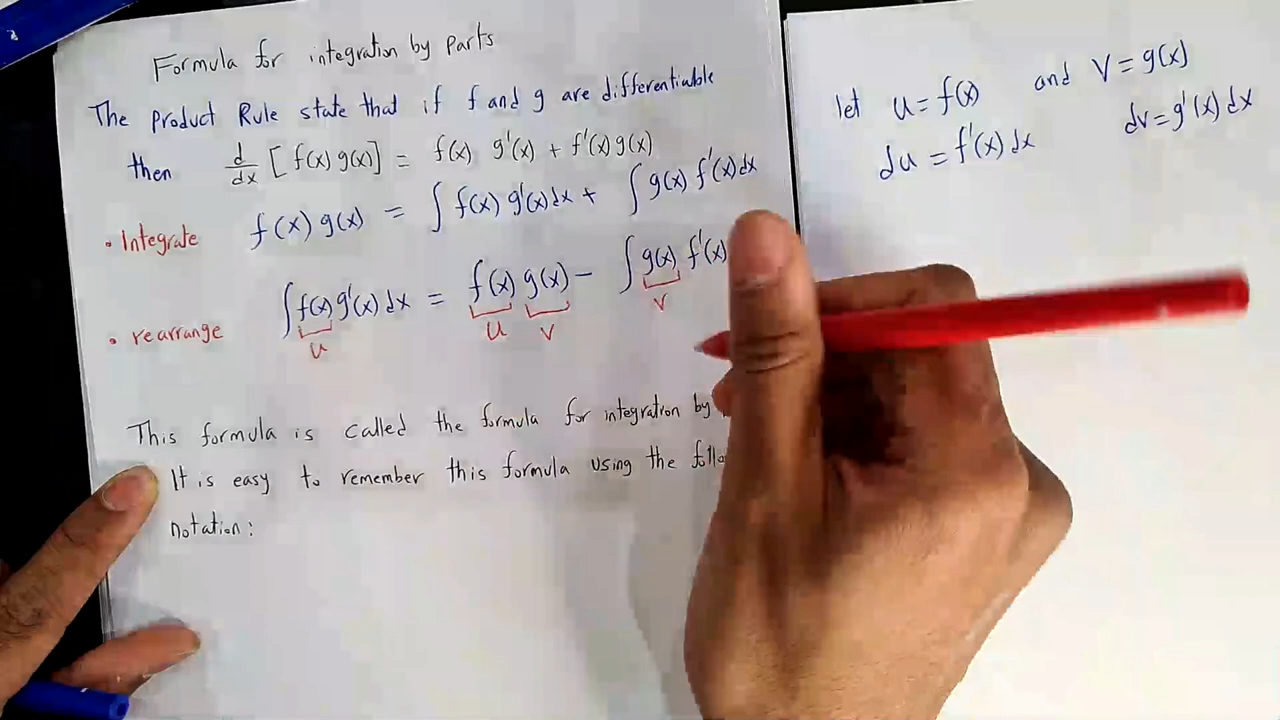 Formula for integration by parts
The product Rule state that if f and g are differentiable
then d/dx [f(x) g(x)] = f(x) g'(x) + f'(x) g(x)
• Integrate f(x) g(x) = ∫ f(x) g'(x) dx + ∫ g(x) f'(x) dx
• rearrange ∫ f(x) g'(x) dx = f(x) g(x) − ∫ g(x) f'(x)
u u v v
This formula is called the formula for integration by
It is easy to remember this formula using the
notation:
let u = f(x) and v = g(x)
du = f'(x) dx dv = g'(x) dx